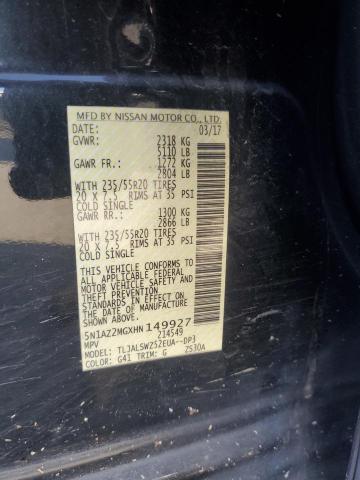 MFD BY NISSAN MOTOR CO., LTD.
DATE: 03/17
GVWR: 2318 KG
5110 LB
GAWR FR.: 1272 KG
2804 LB
WITH 235/55R20 TIRES
20 X 7.5 RIMS AT 35 PSI
COLD SINGLE
GAWR RR.: 1300 KG
2866 LB
WITH 235/55R20 TIRES
20 X 7.5 RIMS AT 35 PSI
COLD SINGLE
THIS VEHICLE CONFORMS TO
ALL APPLICABLE FEDERAL
MOTOR VEHICLE SAFETY AND
THEFT PREVENTION
STANDARDS IN EFFECT ON
THE DATE OF MANUFACTURE
SHOWN ABOVE.
5N1AZ2MGXHN149927
MPV 214549
MODEL: TLJALSWZ52EUA--DP3
COLOR: G41 TRIM: G Z530A